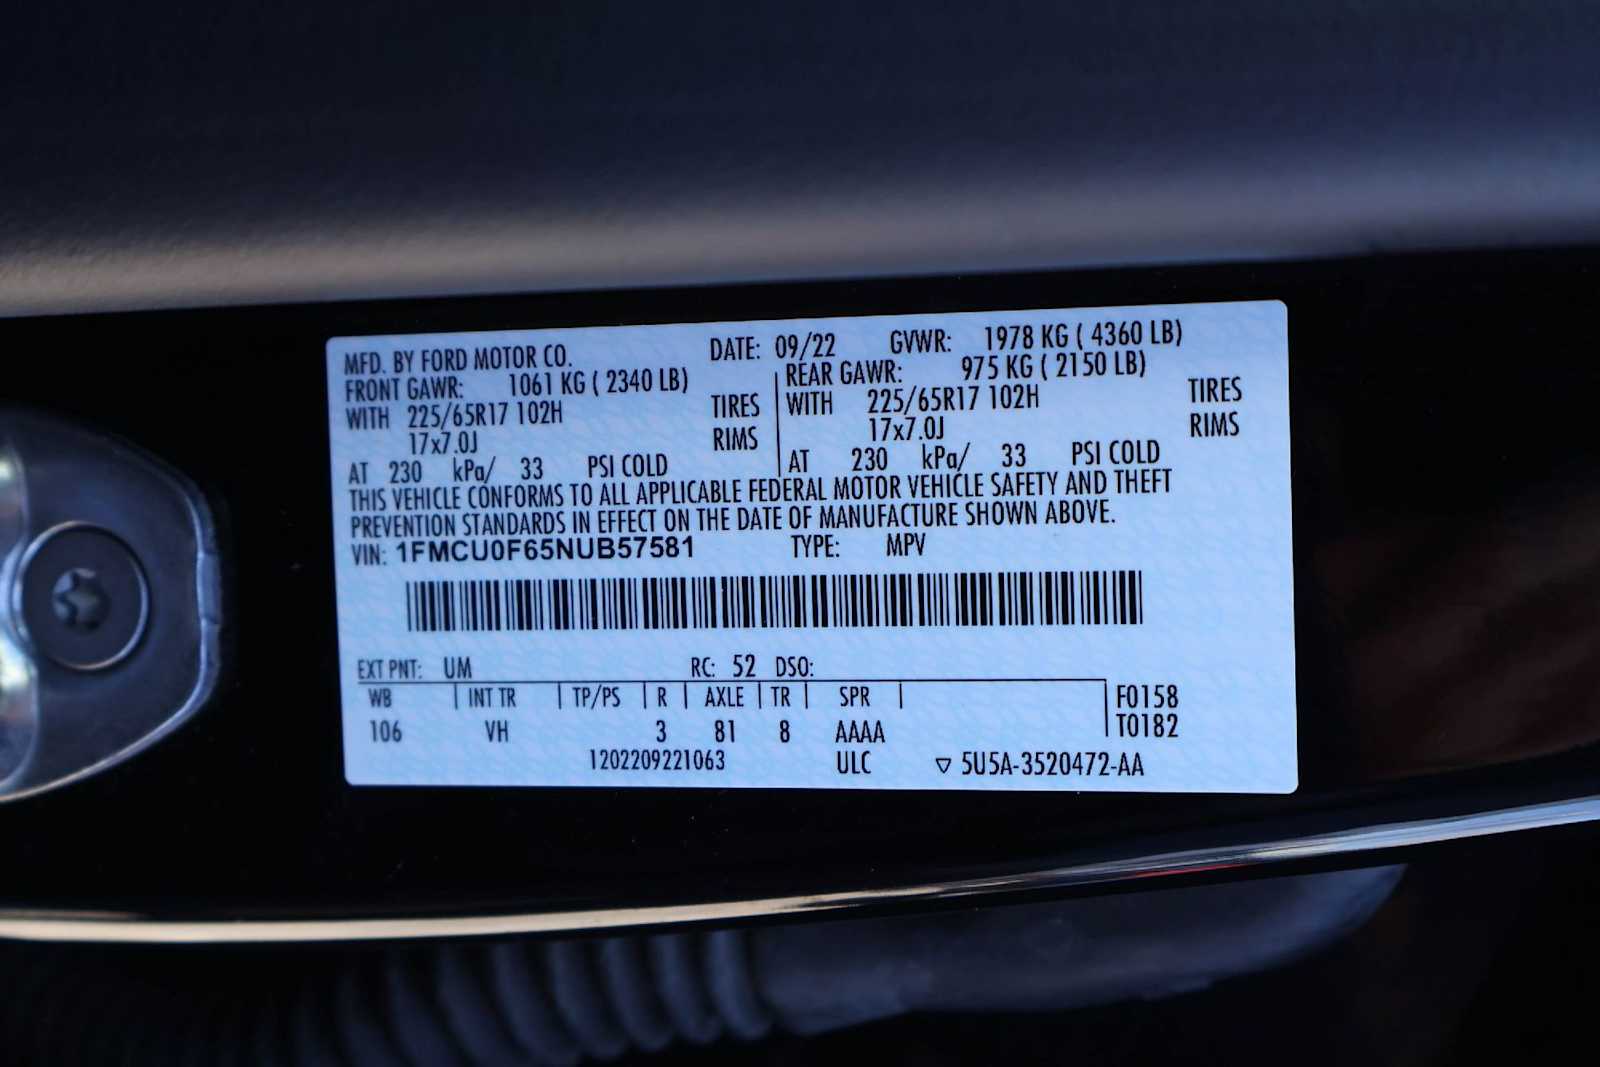 MFD. BY FORD MOTOR CO. DATE: 09/22 GVWR: 1978 KG ( 4360 LB)
FRONT GAWR: 1061 KG ( 2340 LB) REAR GAWR: 975 KG ( 2150 LB)
WITH 225/65R17 102H TIRES WITH 225/65R17 102H TIRES
17x7.0J RIMS 17x7.0J RIMS
AT 230 kPa/ 33 PSI COLD AT 230 kPa/ 33 PSI COLD
THIS VEHICLE CONFORMS TO ALL APPLICABLE FEDERAL MOTOR VEHICLE SAFETY AND THEFT
PREVENTION STANDARDS IN EFFECT ON THE DATE OF MANUFACTURE SHOWN ABOVE.
VIN: 1FMCU0F65NUB57581 TYPE: MPV
EXT PNT: UM RC: 52 DSO:
WB INT TR TP/PS R AXLE TR SPR F0158
106 VH 3 81 8 AAAA T0182
1202209221063 ULC ▽ 5U5A-3520472-AA